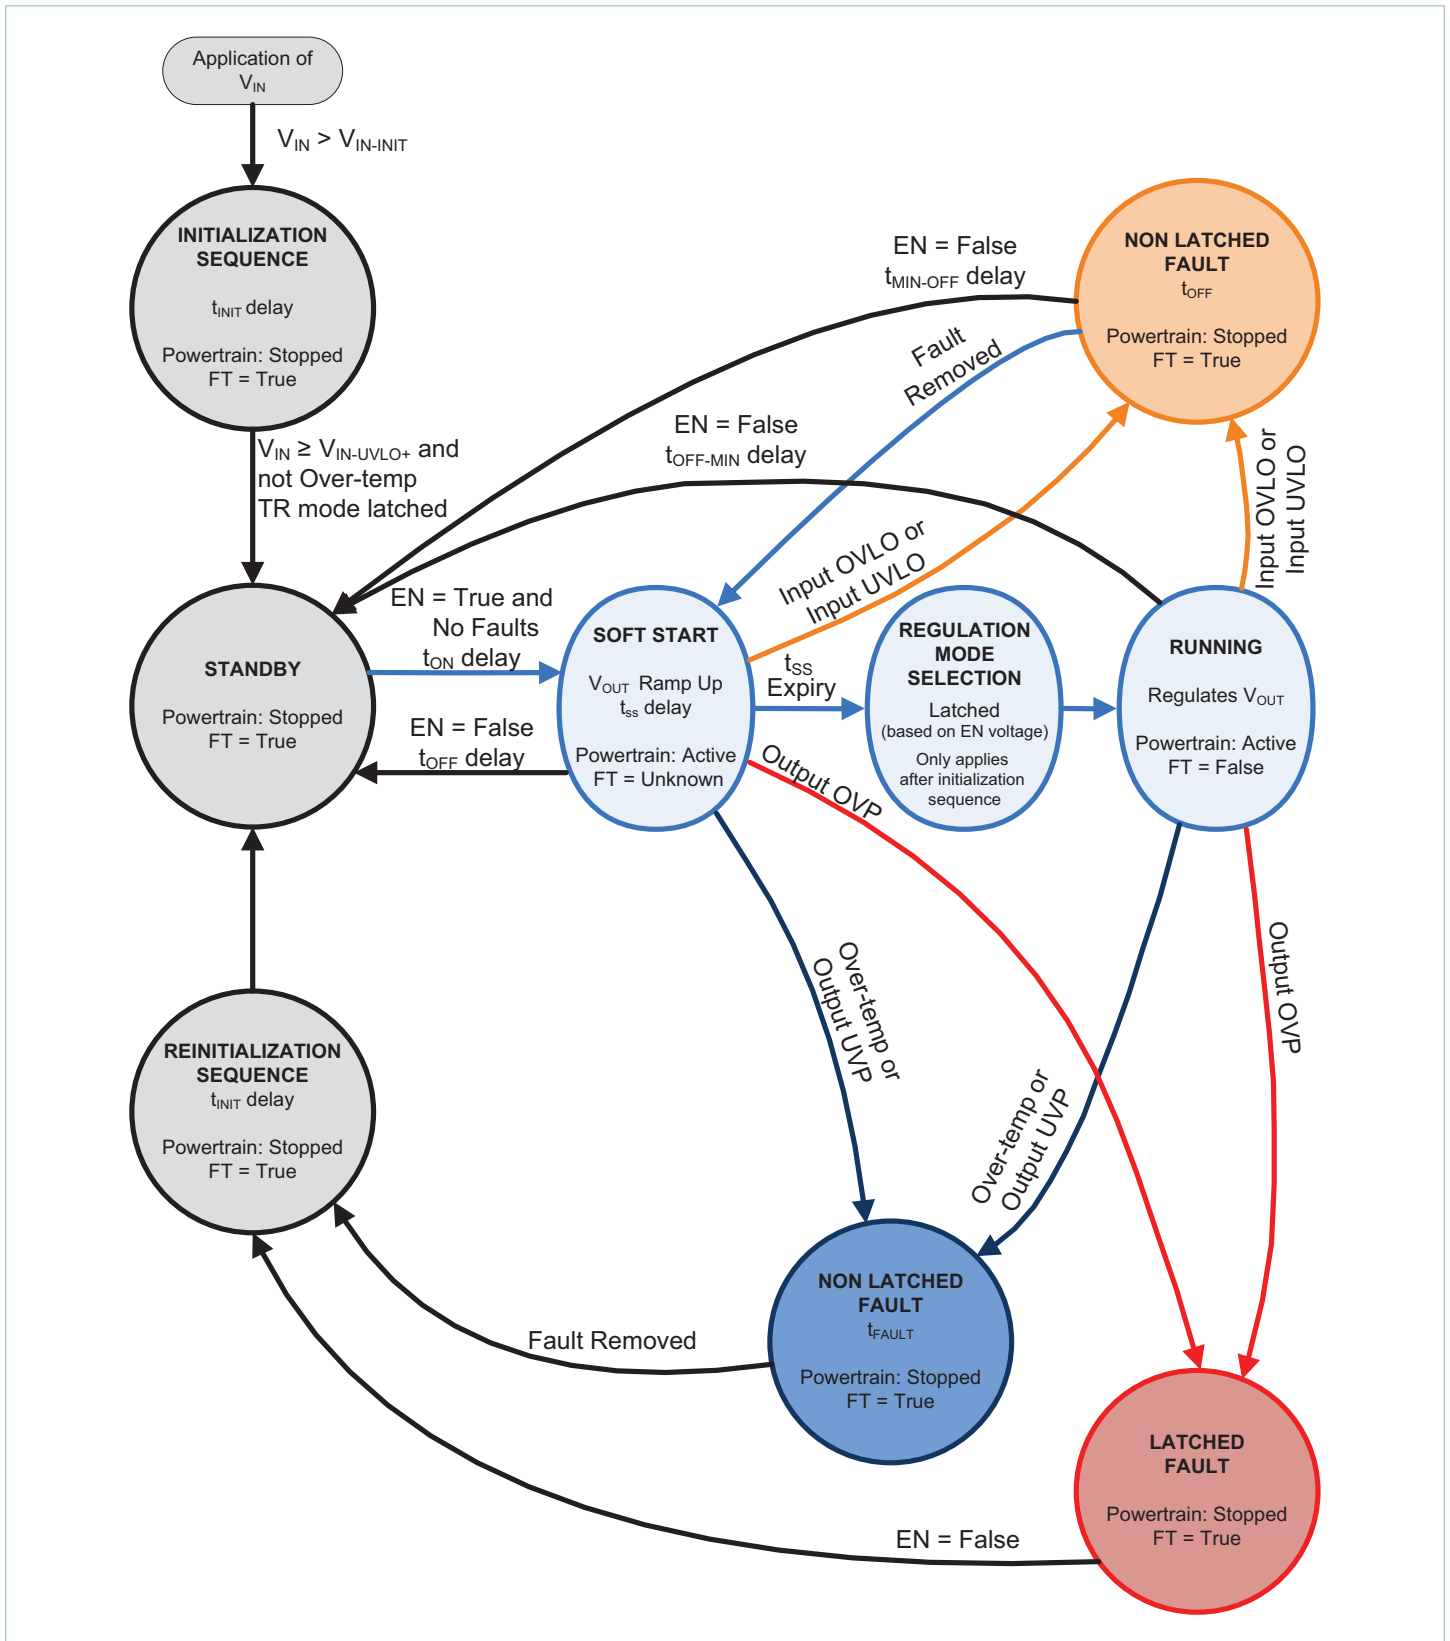 Application of
VIN
VIN > VIN-INIT
INITIALIZATION
SEQUENCE
tINIT delay
Powertrain: Stopped
FT = True
VIN ≥ VIN-UVLO+ and
not Over-temp
TR mode latched
NON LATCHED
FAULT
tOFF
Powertrain: Stopped
FT = True
EN = False
tMIN-OFF delay
Fault
Removed
EN = False
tOFF-MIN delay
Input OVLO or
Input UVLO
Input OVLO or
Input UVLO
STANDBY
Powertrain: Stopped
FT = True
EN = True and
No Faults
tON delay
EN = False
tOFF delay
SOFT START
VOUT Ramp Up
tss delay
Powertrain: Active
FT = Unknown
tSS
Expiry
REGULATION
MODE
SELECTION
Latched
(based on EN voltage)
Only applies
after initialization
sequence
RUNNING
Regulates VOUT
Powertrain: Active
FT = False
Output OVP
Over-temp or
Output UVP
Over-temp or
Output UVP
Output OVP
REINITIALIZATION
SEQUENCE
tINIT delay
Powertrain: Stopped
FT = True
Fault Removed
NON LATCHED
FAULT
tFAULT
Powertrain: Stopped
FT = True
EN = False
LATCHED
FAULT
Powertrain: Stopped
FT = True